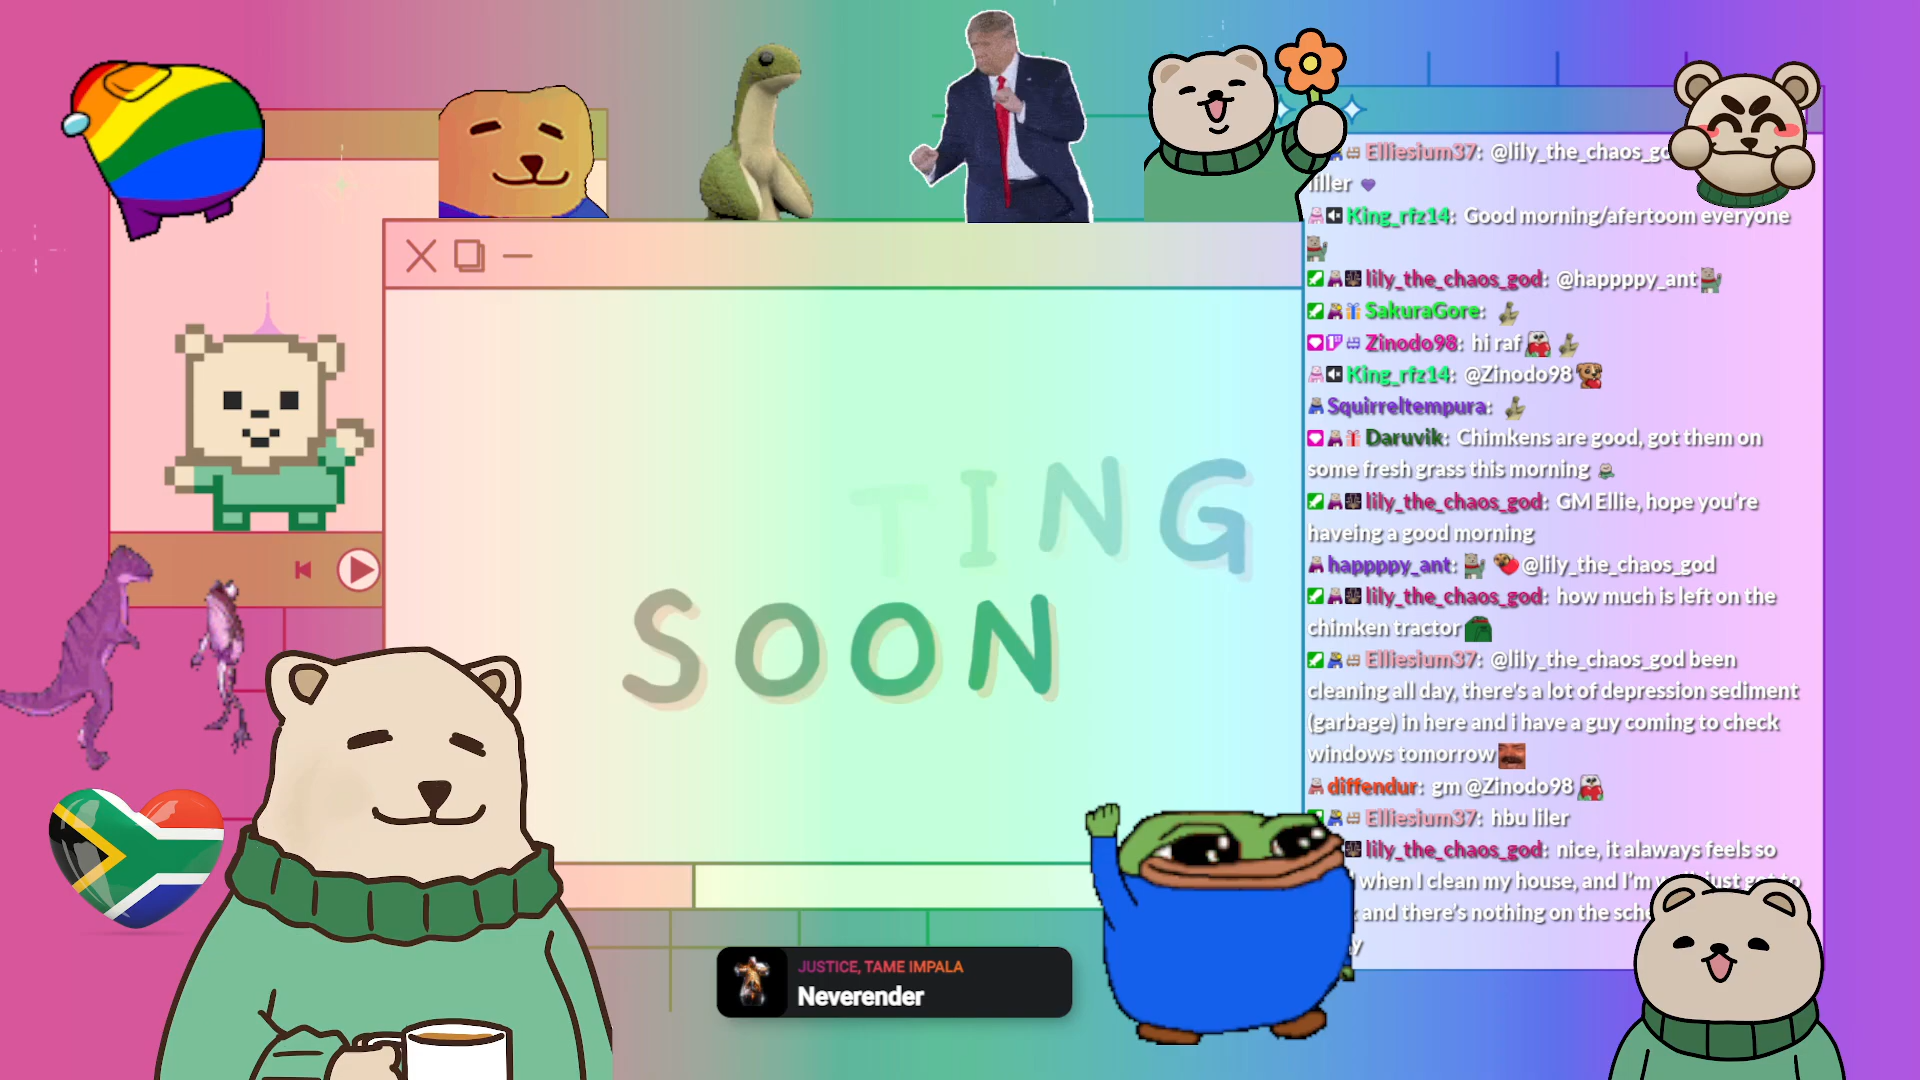 Elliesium37: @lily_the_chaos_go
liller
King_rfz14: Good morning/afertoom everyone
lily_the_chaos_god: @happppy_ant
SakuraGore:
Zinodo98: hi raf
King_rfz14: @Zinodo98
Squirreltempura:
Daruvik: Chimkens are good, got them on
some fresh grass this morning
lily_the_chaos_god: GM Ellie, hope you're
haveing a good morning
happppy_ant: @lily_the_chaos_god
lily_the_chaos_god: how much is left on the
chimken tractor
Elliesium37: @lily_the_chaos_god been
cleaning all day, there's a lot of depression sediment
(garbage) in here and i have a guy coming to check
windows tomorrow
diffendur: gm @Zinodo98
Elliesium37: hbu liler
lily_the_chaos_god: nice, it alaways feels so
when I clean my house, and I'm just
and there's nothing on the
TING
SOON
JUSTICE, TAME IMPALA
Neverender